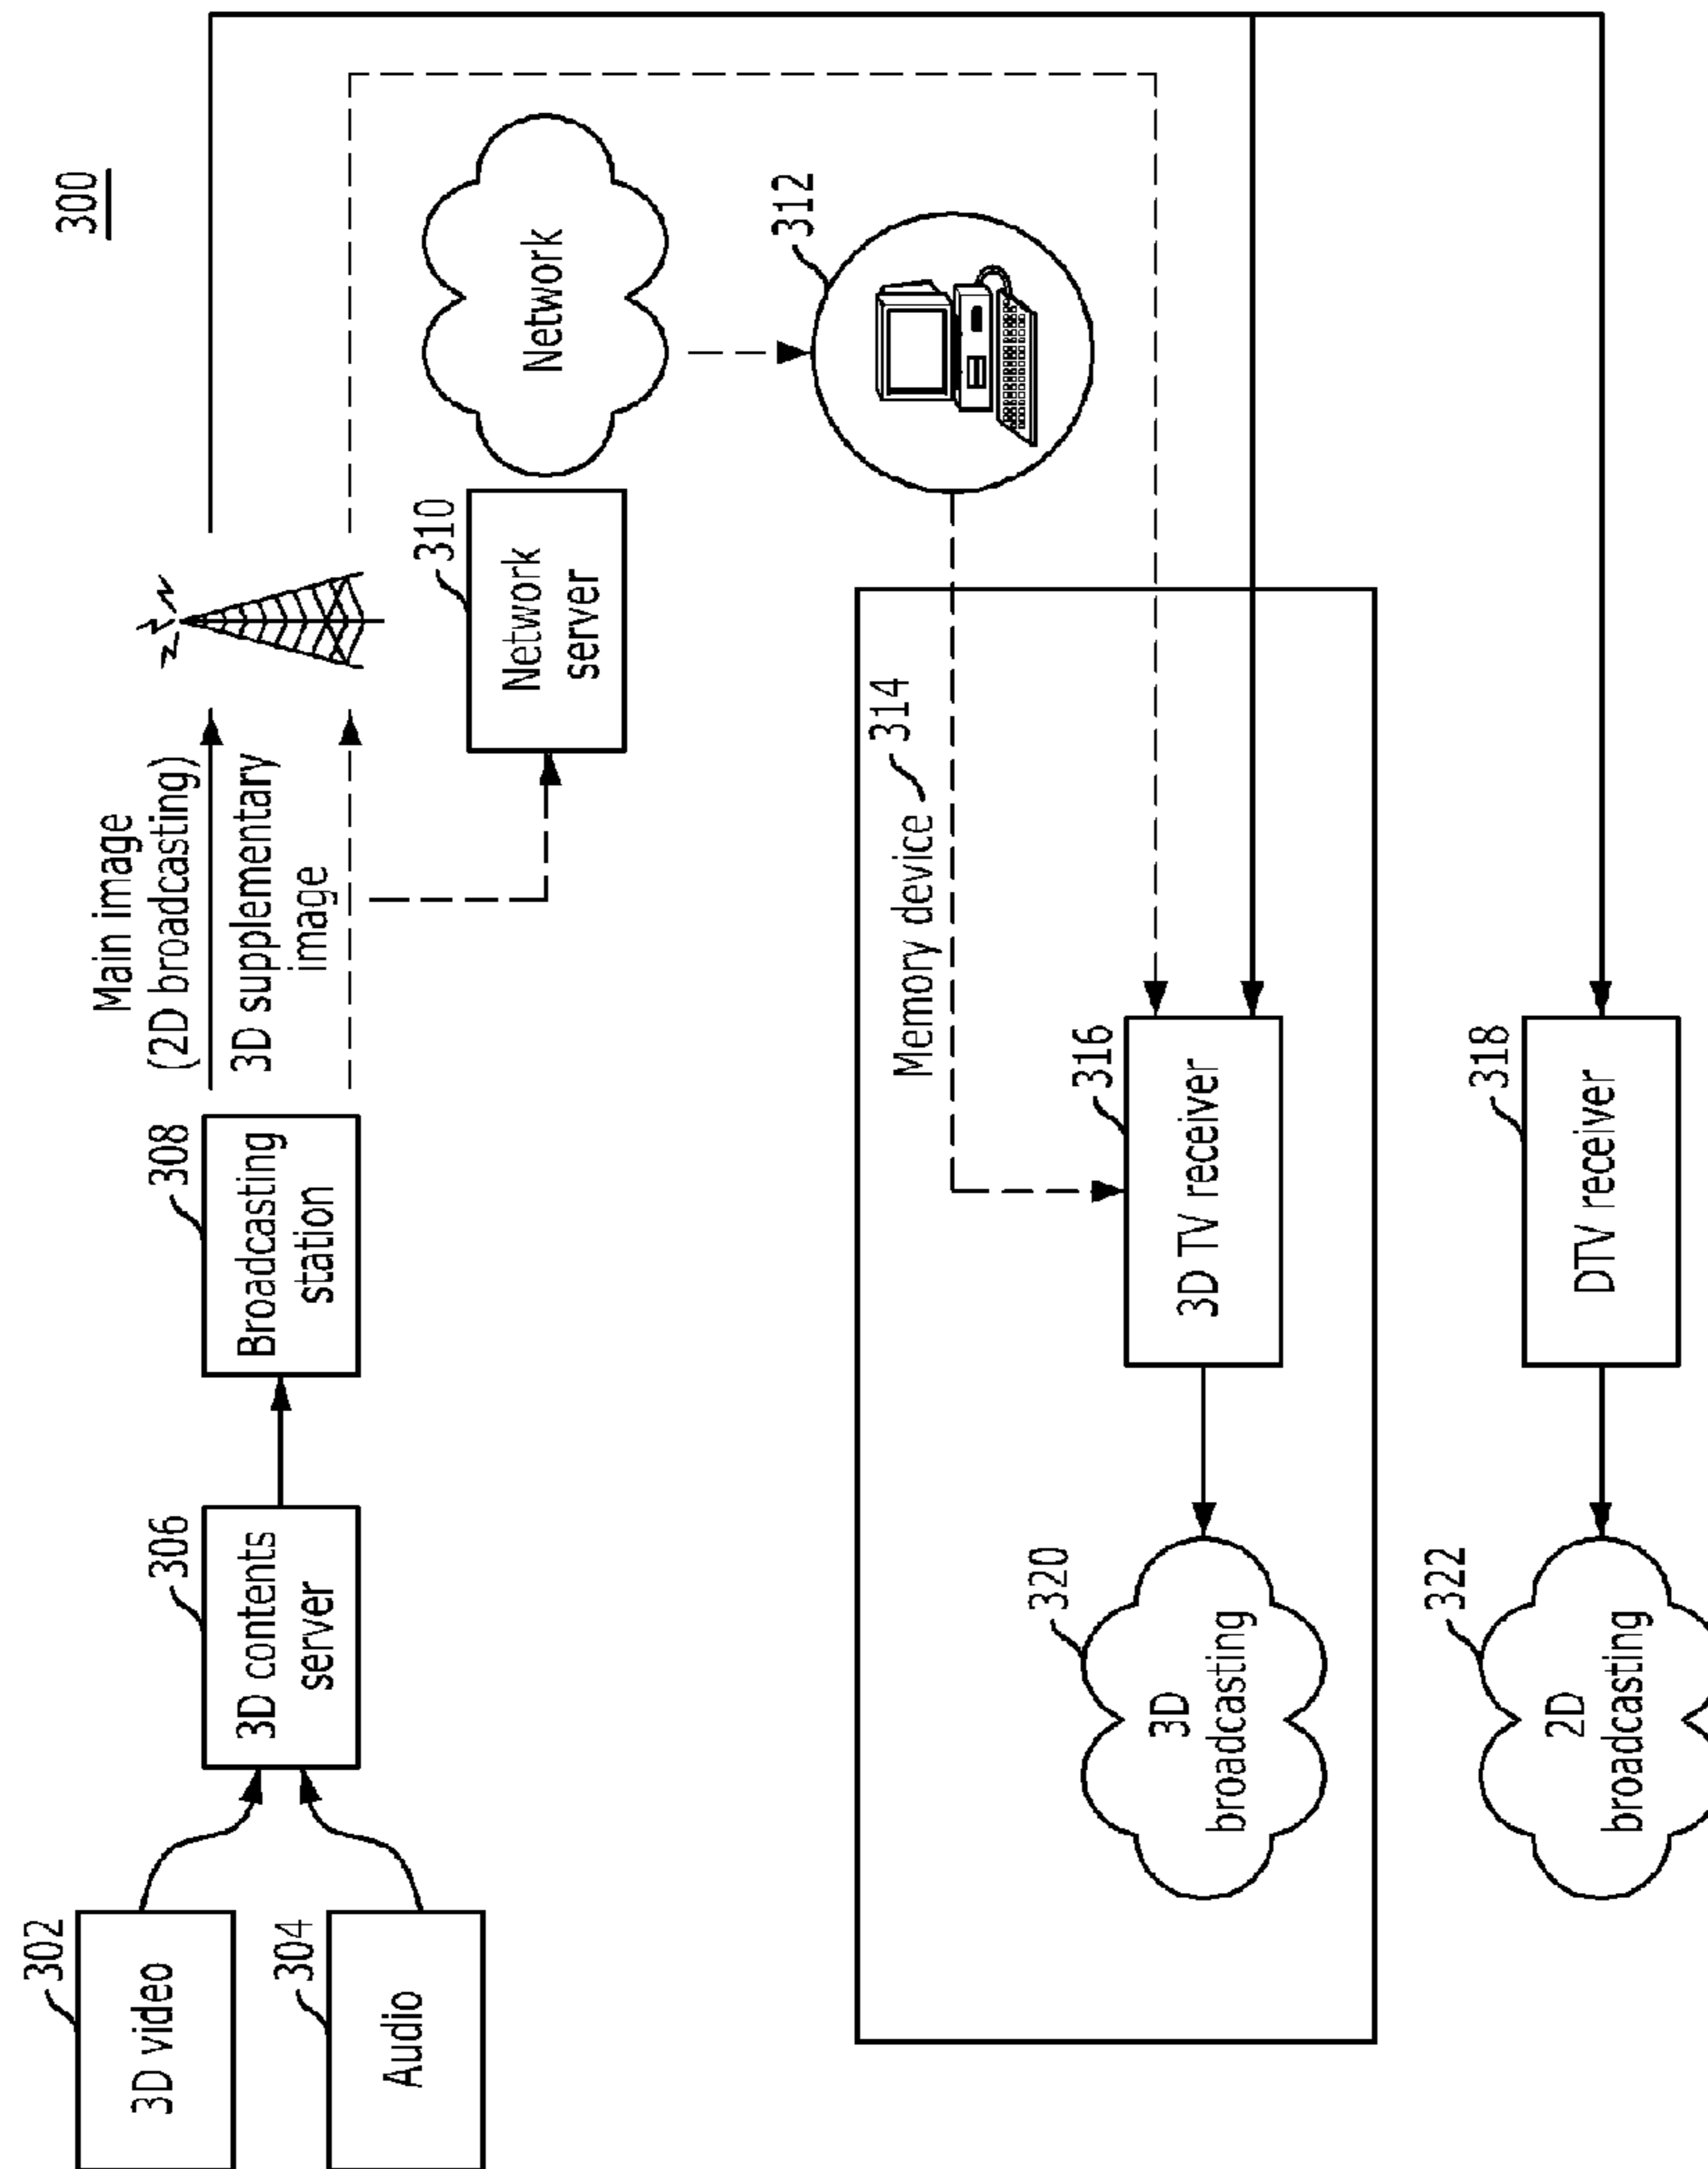 300
302
3D video
304
Audio
306
3D contents
server
308
Broadcasting
station
Main image
(2D broadcasting)
3D supplementary
image
310
Network
server
Network
312
Memory device
314
316
3D TV receiver
320
3D
broadcasting
318
DTV receiver
322
2D
broadcasting